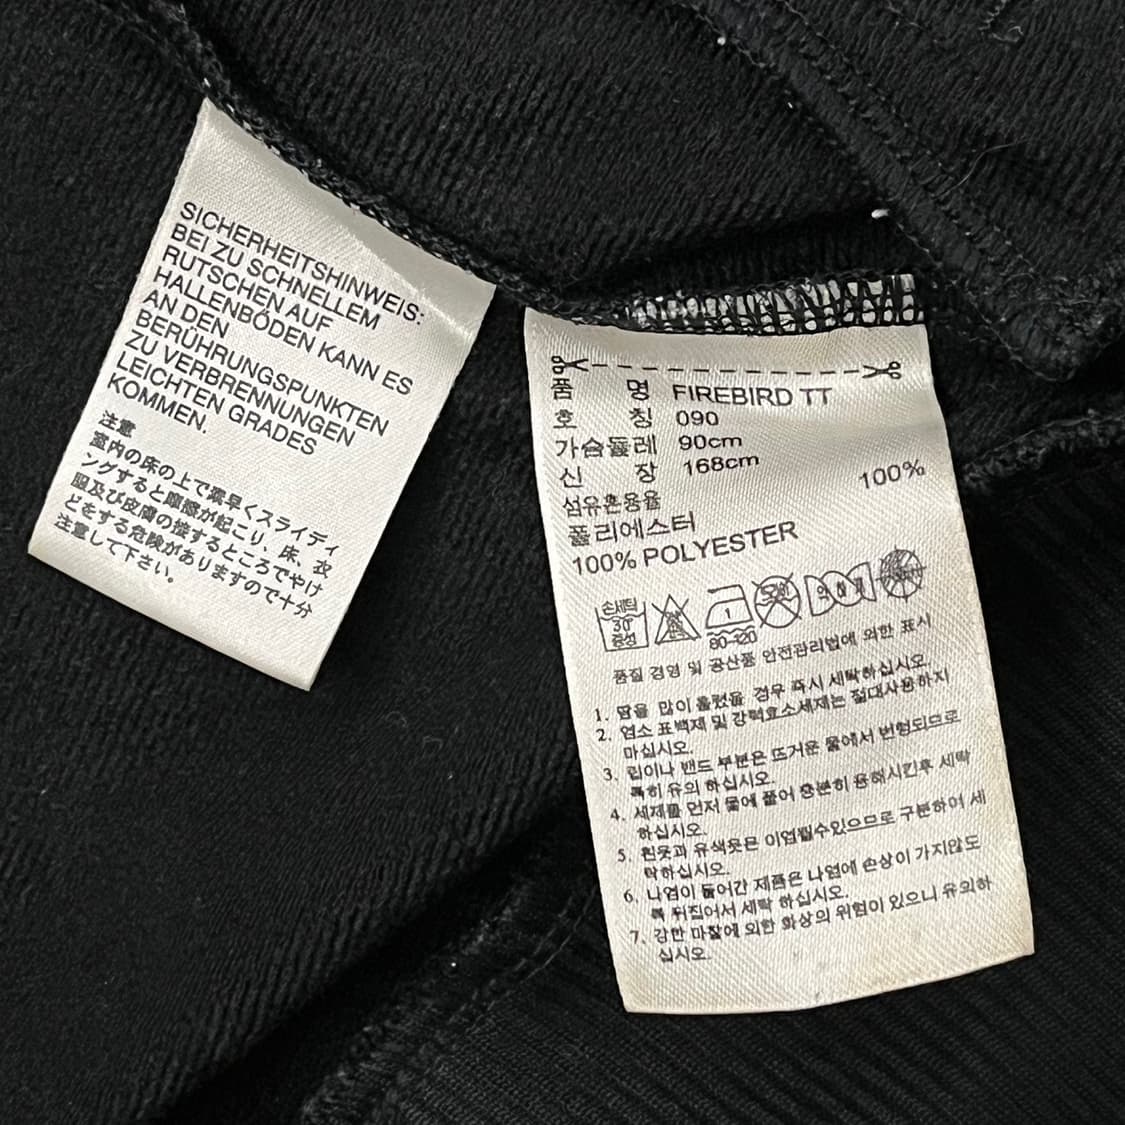 SICHERHEITSHINWEIS:
BEI ZU SCHNELLEM
RUTSCHEN AUF
HALLENBÖDEN KANN ES
AN DEN
BERÜHRUNGSPUNKTEN
ZU VERBRENNUNGEN
LEICHTEN GRADES
KOMMEN.
注意
室内の床の上で素早くスライディ
ングすると摩擦が起こり、床、衣
服及び皮膚の接するところでやけ
どをする危険がありますので十分
注意して下さい。
품 명 FIREBIRD TT
호 칭 090
가슴둘레 90cm
신 장 168cm
섬유혼용율 100%
폴리에스터
100% POLYESTER
손세탁
30
중성
1
80~120
품질 경영 및 공산품 안전관리법에 의한 표시
1. 땀을 많이 흘렸을 경우 즉시 세탁하십시오.
2. 염소 표백제 및 강력효소세제는 절대사용하지
마십시오.
3. 립이나 밴드 부분은 뜨거운 물에서 변형되므로
특히 유의 하십시오.
4. 세제를 먼저 물에 풀어 충분히 용해시킨후 세탁
하십시오.
5. 흰옷과 유색옷은 이염될수있으므로 구분하여 세
탁하십시오.
6. 나염이 들어간 제품은 나염에 손상이 가지않도
록 뒤집어서 세탁 하십시오.
7. 강한 마찰에 의한 화상의 위험이 있으니 유의하
십시오.